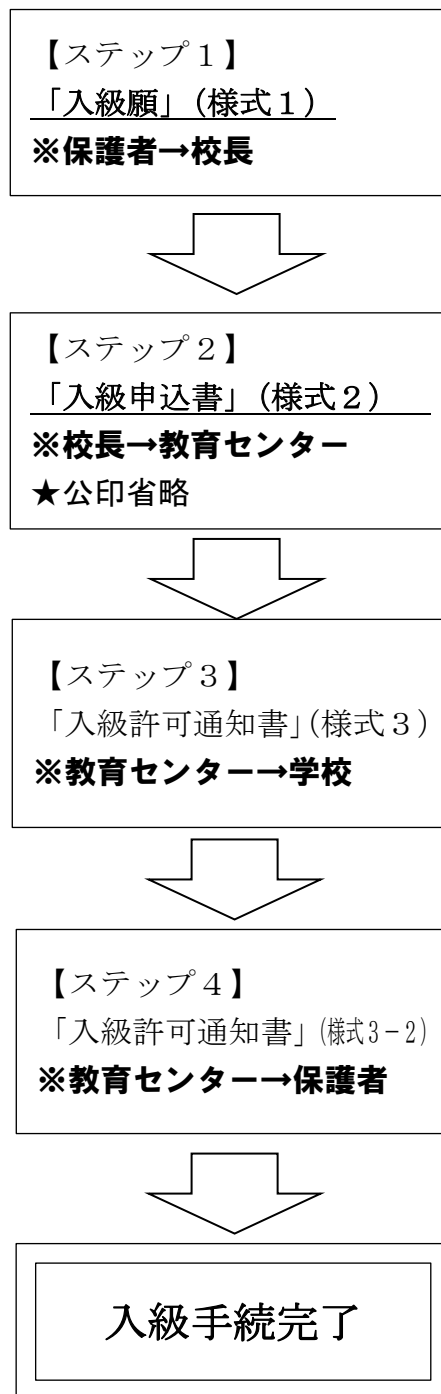 【ステップ１】
「入級願」（様式１）
※保護者→校長
【ステップ２】
「入級申込書」（様式２）
※校長→教育センター
★公印省略
【ステップ３】
「入級許可通知書」（様式３）
※教育センター→学校
【ステップ４】
「入級許可通知書」（様式3－2）
※教育センター→保護者
入級手続完了